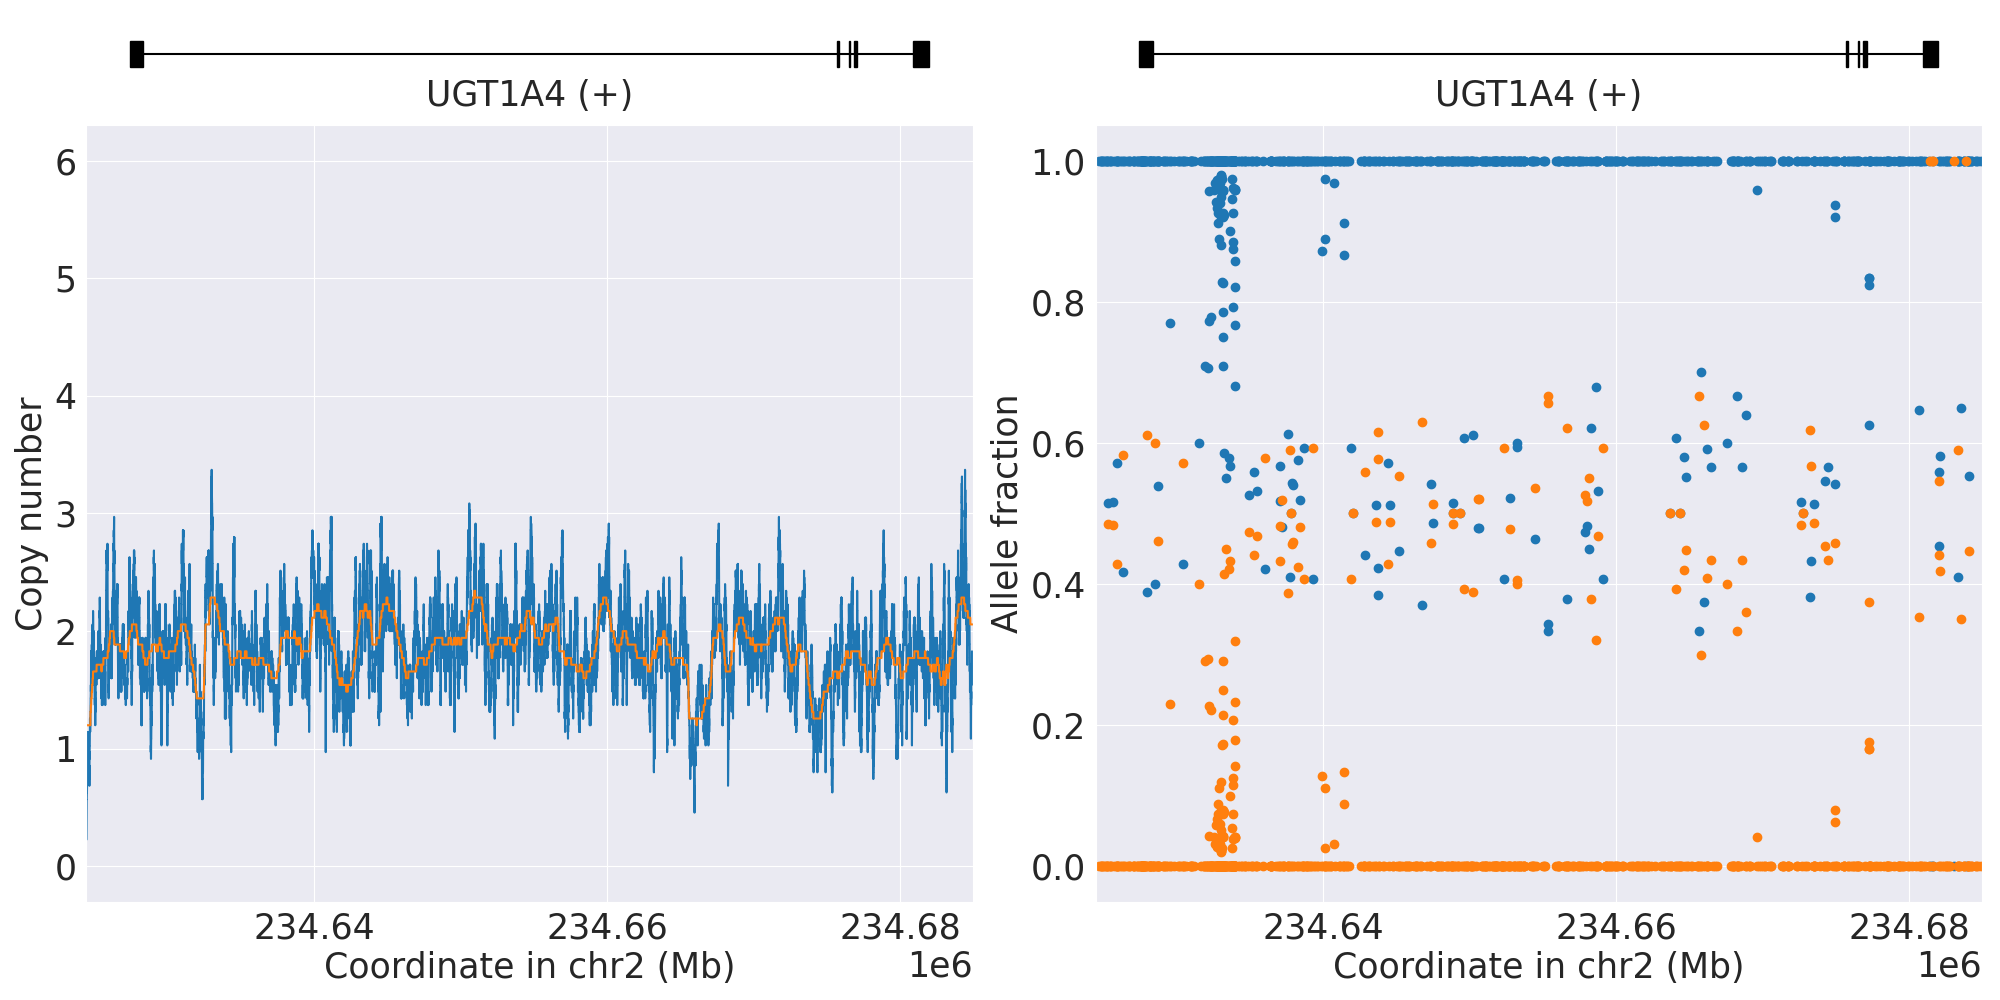 UGT1A4 (+)
6
5
4
3
2
1
0
Copy number
234.64
234.66
234.68
Coordinate in chr2 (Mb)
1e6
UGT1A4 (+)
1.0
0.8
0.6
0.4
0.2
0.0
Allele fraction
234.64
234.66
234.68
Coordinate in chr2 (Mb)
1e6